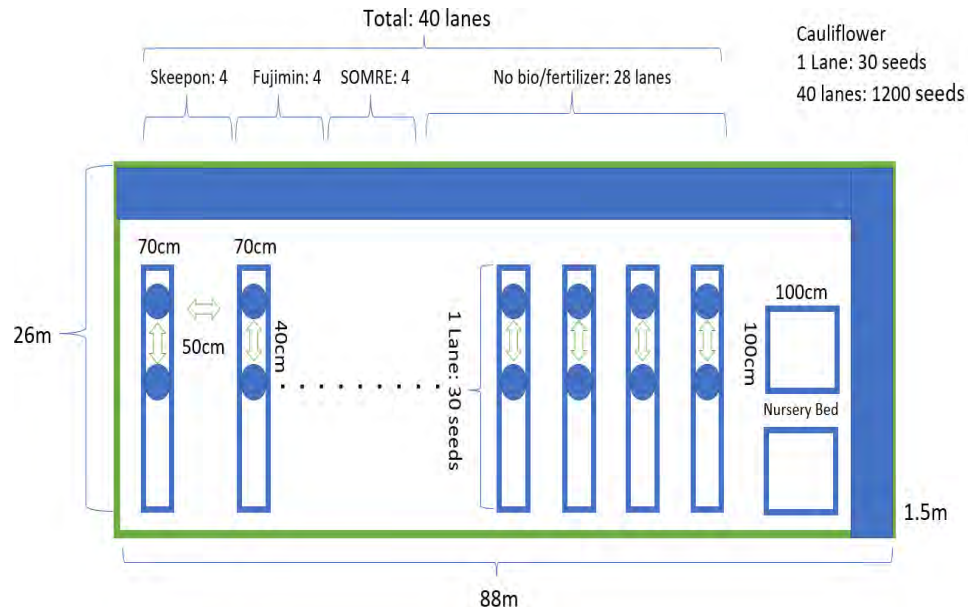 Total: 40 lanes
Cauliflower
1 Lane: 30 seeds
40 lanes: 1200 seeds
Skeepon: 4
Fujimin: 4
SOMRE: 4
No bio/fertilizer: 28 lanes
70cm
70cm
26m
50cm
40cm
1 Lane: 30 seeds
100cm
100cm
Nursery Bed
1.5m
88m